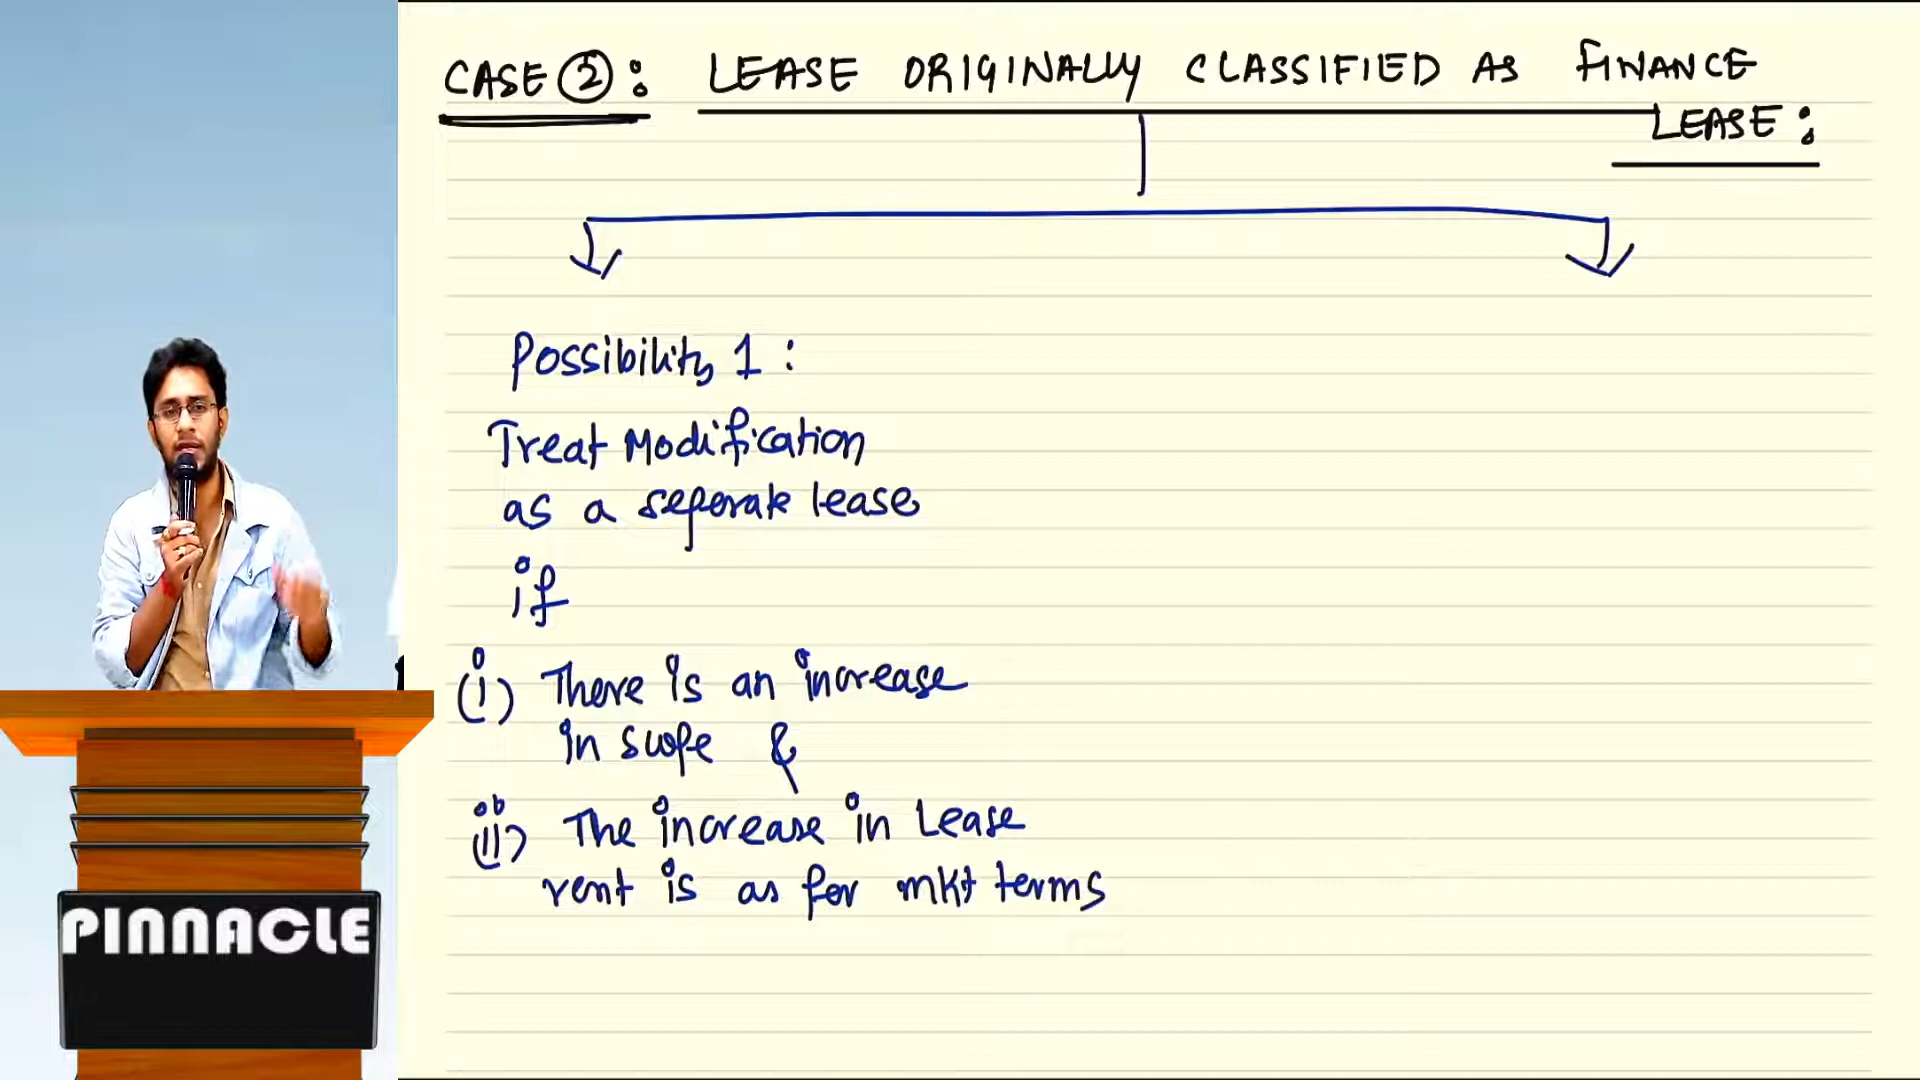 CASE 2 : LEASE ORIGINALLY CLASSIFIED AS FINANCE
LEASE :
Possibility 1 :
Treat Modification
as a seperate lease
if
(i) There is an increase
in scope &
(ii) The increase in Lease
rent is as per mkt terms
PINNACLE